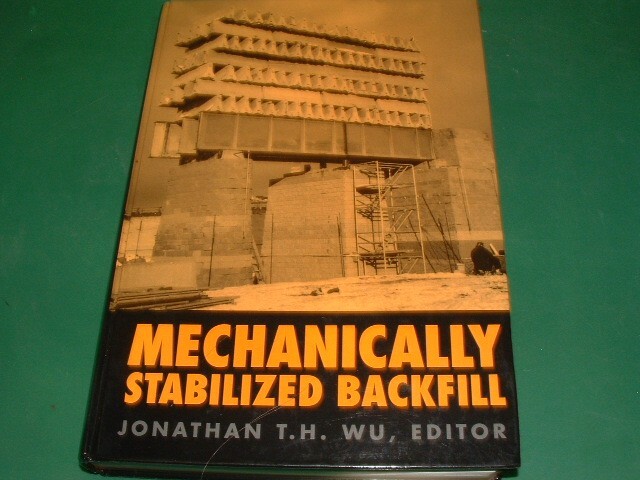 MECHANICALLY
STABILIZED BACKFILL
JONATHAN T.H. WU, EDITOR